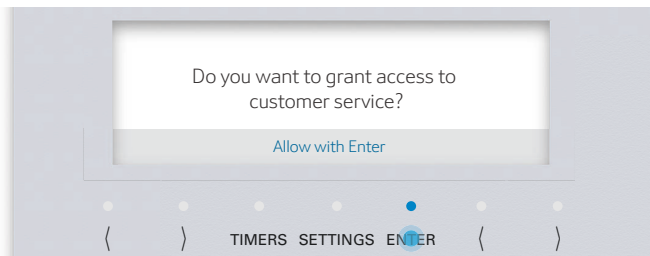 Do you want to grant access to
customer service?
Allow with Enter
〈 〉 TIMERS SETTINGS ENTER 〈 〉